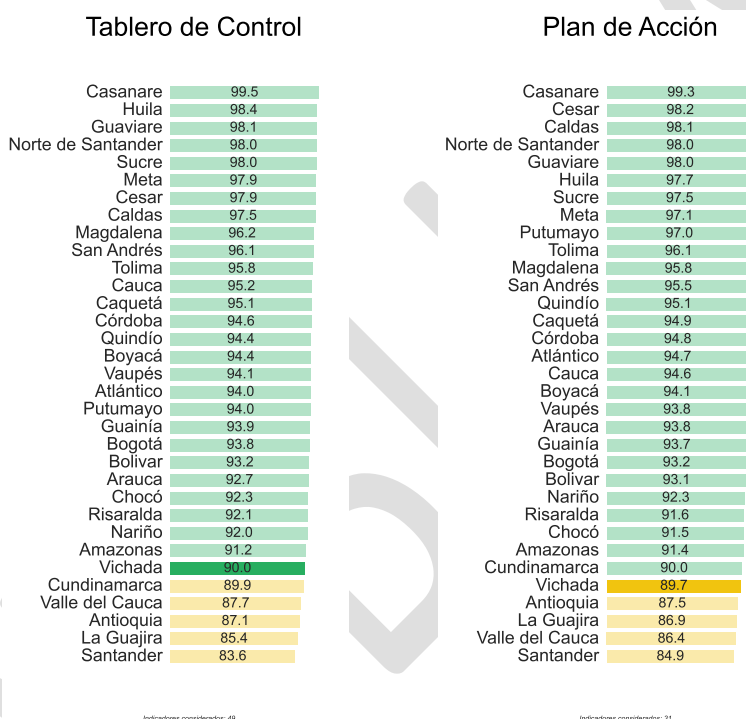 Tablero de Control
Casanare 99.5
Huila 98.4
Guaviare 98.1
Norte de Santander 98.0
Sucre 98.0
Meta 97.9
Cesar 97.9
Caldas 97.5
Magdalena 96.2
San Andrés 96.1
Tolima 95.8
Cauca 95.2
Caquetá 95.1
Córdoba 94.6
Quindío 94.4
Boyacá 94.4
Vaupés 94.1
Atlántico 94.0
Putumayo 94.0
Guainía 93.9
Bogotá 93.8
Bolivar 93.2
Arauca 92.7
Chocó 92.3
Risaralda 92.1
Nariño 92.0
Amazonas 91.2
Vichada 90.0
Cundinamarca 89.9
Valle del Cauca 87.7
Antioquia 87.1
La Guajira 85.4
Santander 83.6
Indicadores considerados: 49
Plan de Acción
Casanare 99.3
Cesar 98.2
Caldas 98.1
Norte de Santander 98.0
Guaviare 98.0
Huila 97.7
Sucre 97.5
Meta 97.1
Putumayo 97.0
Tolima 96.1
Magdalena 95.8
San Andrés 95.5
Quindío 95.1
Caquetá 94.9
Córdoba 94.8
Atlántico 94.7
Cauca 94.6
Boyacá 94.1
Vaupés 93.8
Arauca 93.8
Guainía 93.7
Bogotá 93.2
Bolivar 93.1
Nariño 92.3
Risaralda 91.6
Chocó 91.5
Amazonas 91.4
Cundinamarca 90.0
Vichada 89.7
Antioquia 87.5
La Guajira 86.9
Valle del Cauca 86.4
Santander 84.9
Indicadores considerados: 31